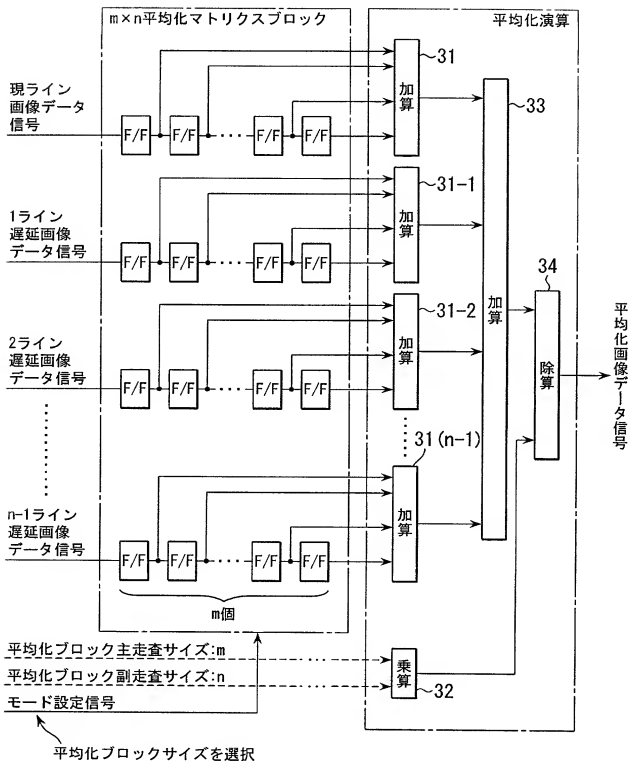 m×n平均化マトリクスブロック
平均化演算
現ライン
画像データ
信号
F/F F/F ‥‥ F/F F/F
加算
31
33
1ライン
遅延画像
データ信号
F/F F/F ‥‥ F/F F/F
加算
31-1
2ライン
遅延画像
データ信号
F/F F/F ‥‥ F/F F/F
加算
31-2
加算
34
除算
平均化画像データ信号
n-1ライン
遅延画像
データ信号
F/F F/F ‥‥ F/F F/F
加算
31(n-1)
m個
平均化ブロック主走査サイズ:m
平均化ブロック副走査サイズ:n
乗算
32
モード設定信号
平均化ブロックサイズを選択